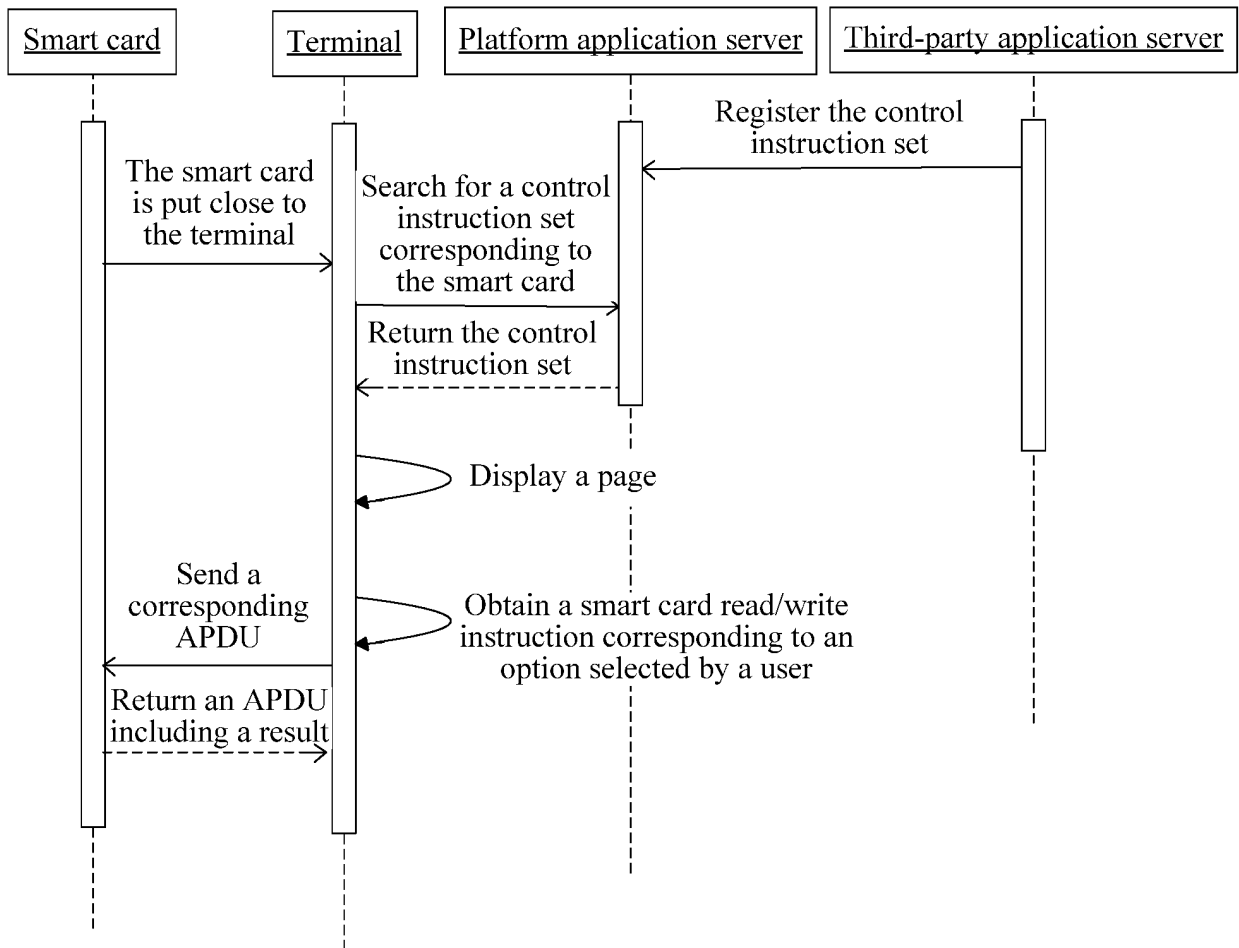 Smart card
Terminal
Platform application server
Third-party application server
Register the control
instruction set
The smart card
is put close to
the terminal
Search for a control
instruction set
corresponding to
the smart card
Return the control
instruction set
Display a page
Send a
corresponding
APDU
Obtain a smart card read/write
instruction corresponding to an
option selected by a user
Return an APDU
including a result